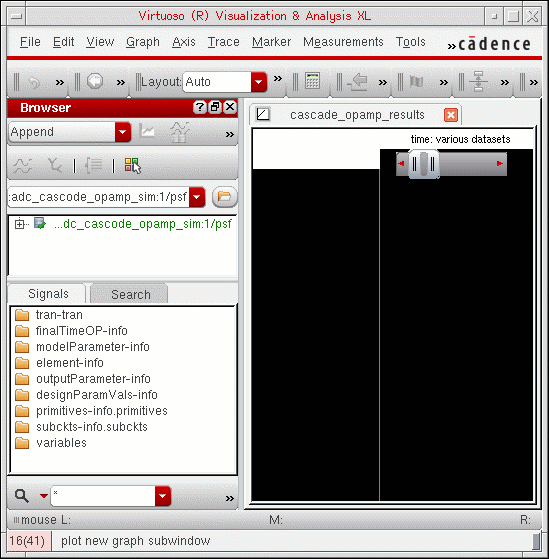 Virtuoso (R) Visualization & Analysis XL
File Edit View Graph Axis Trace Marker Measurements Tools » cādence
» » Layout: Auto » » » » »
Browser
cascade_opamp_results
Append »
time: various datasets
:adc_cascode_opamp_sim:1/psf
...dc_cascode_opamp_sim:1/psf
Signals Search
tran-tran
finalTimeOP-info
modelParameter-info
element-info
outputParameter-info
designParamVals-info
primitives-info.primitives
subckts-info.subckts
variables
* »
mouse L: M: R:
16(41) plot new graph subwindow